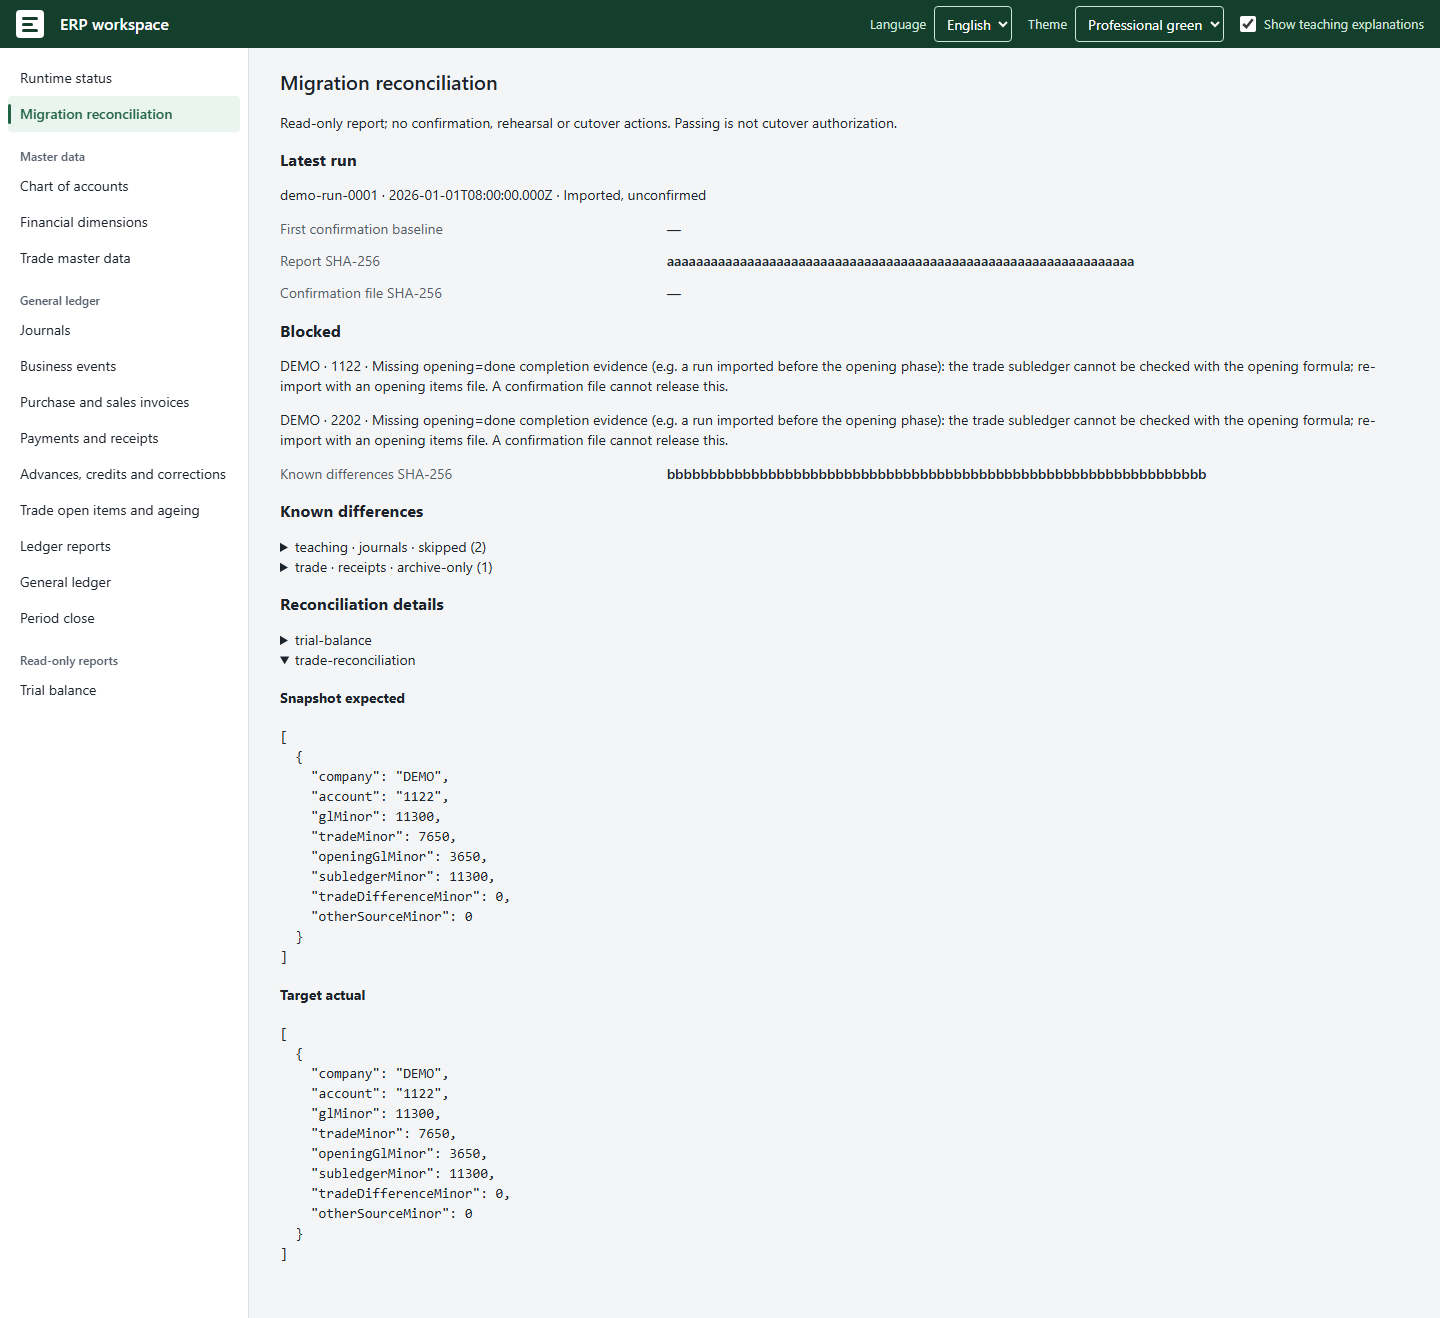 ERP workspace
Language English Theme Professional green Show teaching explanations
Runtime status
Migration reconciliation
Master data
Chart of accounts
Financial dimensions
Trade master data
General ledger
Journals
Business events
Purchase and sales invoices
Payments and receipts
Advances, credits and corrections
Trade open items and ageing
Ledger reports
General ledger
Period close
Read-only reports
Trial balance
Migration reconciliation
Read-only report; no confirmation, rehearsal or cutover actions. Passing is not cutover authorization.
Latest run
demo-run-0001 · 2026-01-01T08:00:00.000Z · Imported, unconfirmed
First confirmation baseline —
Report SHA-256 aaaaaaaaaaaaaaaaaaaaaaaaaaaaaaaaaaaaaaaaaaaaaaaaaaaaaaaaaaaaaaaa
Confirmation file SHA-256 —
Blocked
DEMO · 1122 · Missing opening=done completion evidence (e.g. a run imported before the opening phase): the trade subledger cannot be checked with the opening formula; re-
import with an opening items file. A confirmation file cannot release this.
DEMO · 2202 · Missing opening=done completion evidence (e.g. a run imported before the opening phase): the trade subledger cannot be checked with the opening formula; re-
import with an opening items file. A confirmation file cannot release this.
Known differences SHA-256 bbbbbbbbbbbbbbbbbbbbbbbbbbbbbbbbbbbbbbbbbbbbbbbbbbbbbbbbbbbbbbbb
Known differences
teaching · journals · skipped (2)
trade · receipts · archive-only (1)
Reconciliation details
trial-balance
trade-reconciliation
Snapshot expected
[
{
"company": "DEMO",
"account": "1122",
"glMinor": 11300,
"tradeMinor": 7650,
"openingGlMinor": 3650,
"subledgerMinor": 11300,
"tradeDifferenceMinor": 0,
"otherSourceMinor": 0
}
]
Target actual
[
{
"company": "DEMO",
"account": "1122",
"glMinor": 11300,
"tradeMinor": 7650,
"openingGlMinor": 3650,
"subledgerMinor": 11300,
"tradeDifferenceMinor": 0,
"otherSourceMinor": 0
}
]